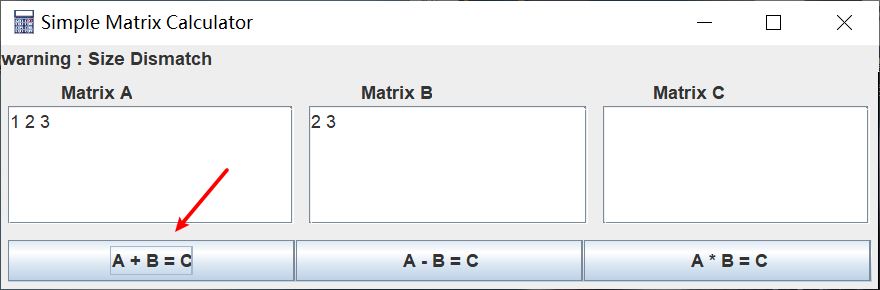 Simple Matrix Calculator
warning : Size Dismatch
Matrix A Matrix B Matrix C
1 2 3 2 3
A + B = C A - B = C A * B = C